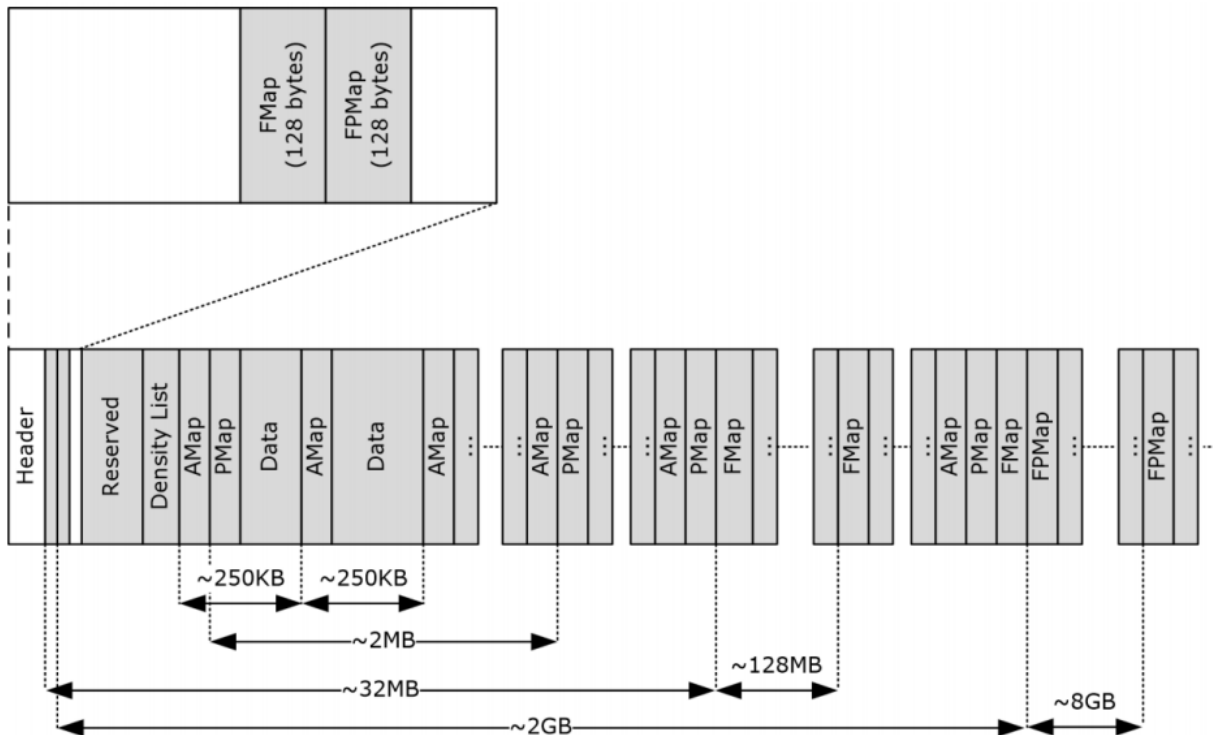 FMap
(128 bytes)
FPMap
(128 bytes)
Header
Reserved
Density List
AMap
PMap
Data
AMap
Data
AMap
...
...
AMap
PMap
...
...
AMap
PMap
FMap
...
...
FMap
...
...
AMap
PMap
FMap
FPMap
...
...
FPMap
...
~250KB
~250KB
~2MB
~128MB
~32MB
~8GB
~2GB